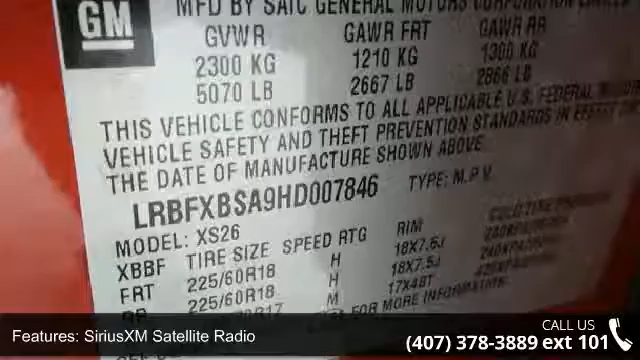 GM
MFD BY SAIC GENERAL MOTORS CORPORATION
GVWR GAWR FRT GAWR RR
2300 KG 1210 KG 1300 KG
5070 LB 2667 LB 2866 LB
THIS VEHICLE CONFORMS TO ALL APPLICABLE U.S. FEDERAL MOTOR
VEHICLE SAFETY AND THEFT PREVENTION STANDARDS IN EFFECT ON
THE DATE OF MANUFACTURE SHOWN ABOVE.
LRBFXBSA9HD007846 TYPE: M.P.V.
MODEL: XS26
XBBF TIRE SIZE SPEED RTG RIM
FRT 225/60R18 H 18X7.5J
RR 225/60R18 H 18X7.5J
M 17X4BT
FOR MORE INFORMATION.
CALL US
Features: SiriusXM Satellite Radio (407) 378-3889 ext 101